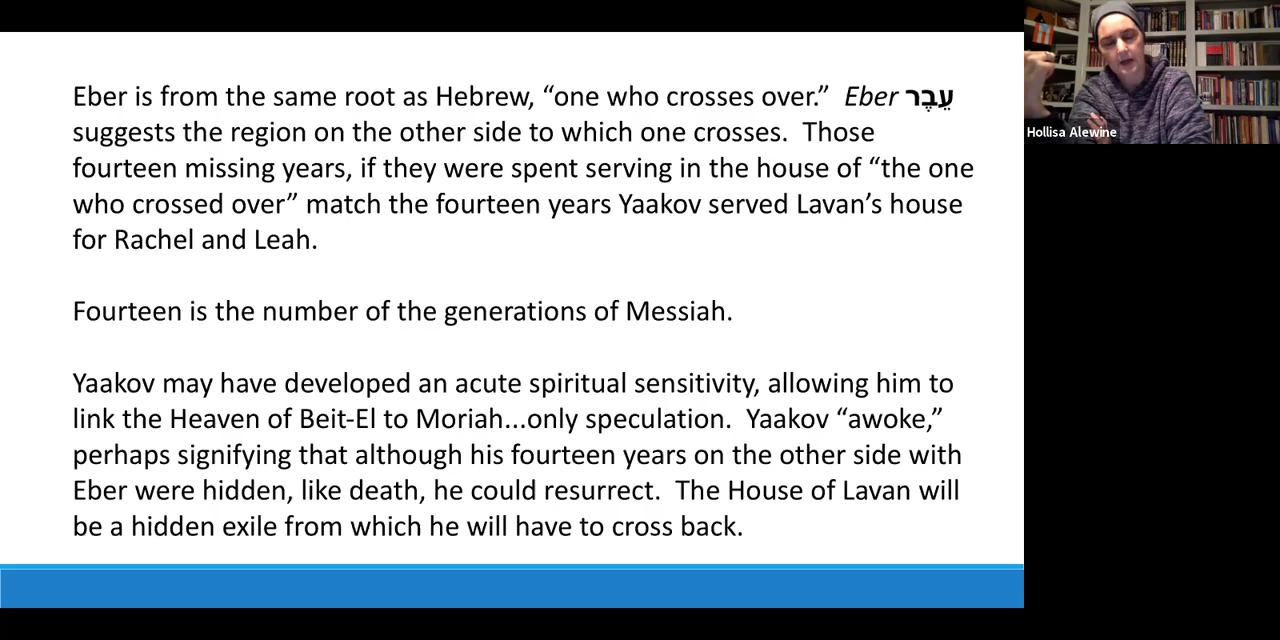 Eber is from the same root as Hebrew, “one who crosses over.” Eber עֵבֶר
suggests the region on the other side to which one crosses. Those
fourteen missing years, if they were spent serving in the house of “the one
who crossed over” match the fourteen years Yaakov served Lavan’s house
for Rachel and Leah.
Fourteen is the number of the generations of Messiah.
Yaakov may have developed an acute spiritual sensitivity, allowing him to
link the Heaven of Beit-El to Moriah...only speculation. Yaakov “awoke,”
perhaps signifying that although his fourteen years on the other side with
Eber were hidden, like death, he could resurrect. The House of Lavan will
be a hidden exile from which he will have to cross back.
Hollisa Alewine